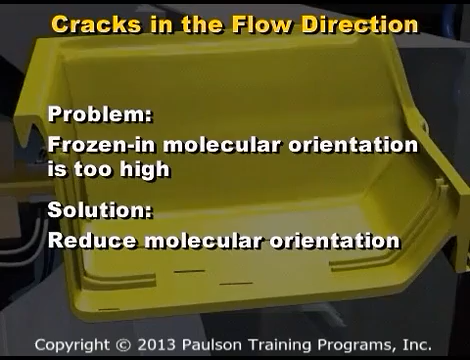 Cracks in the Flow Direction
Problem:
Frozen-in molecular orientation
is too high
Solution:
Reduce molecular orientation
Copyright © 2013 Paulson Training Programs, Inc.